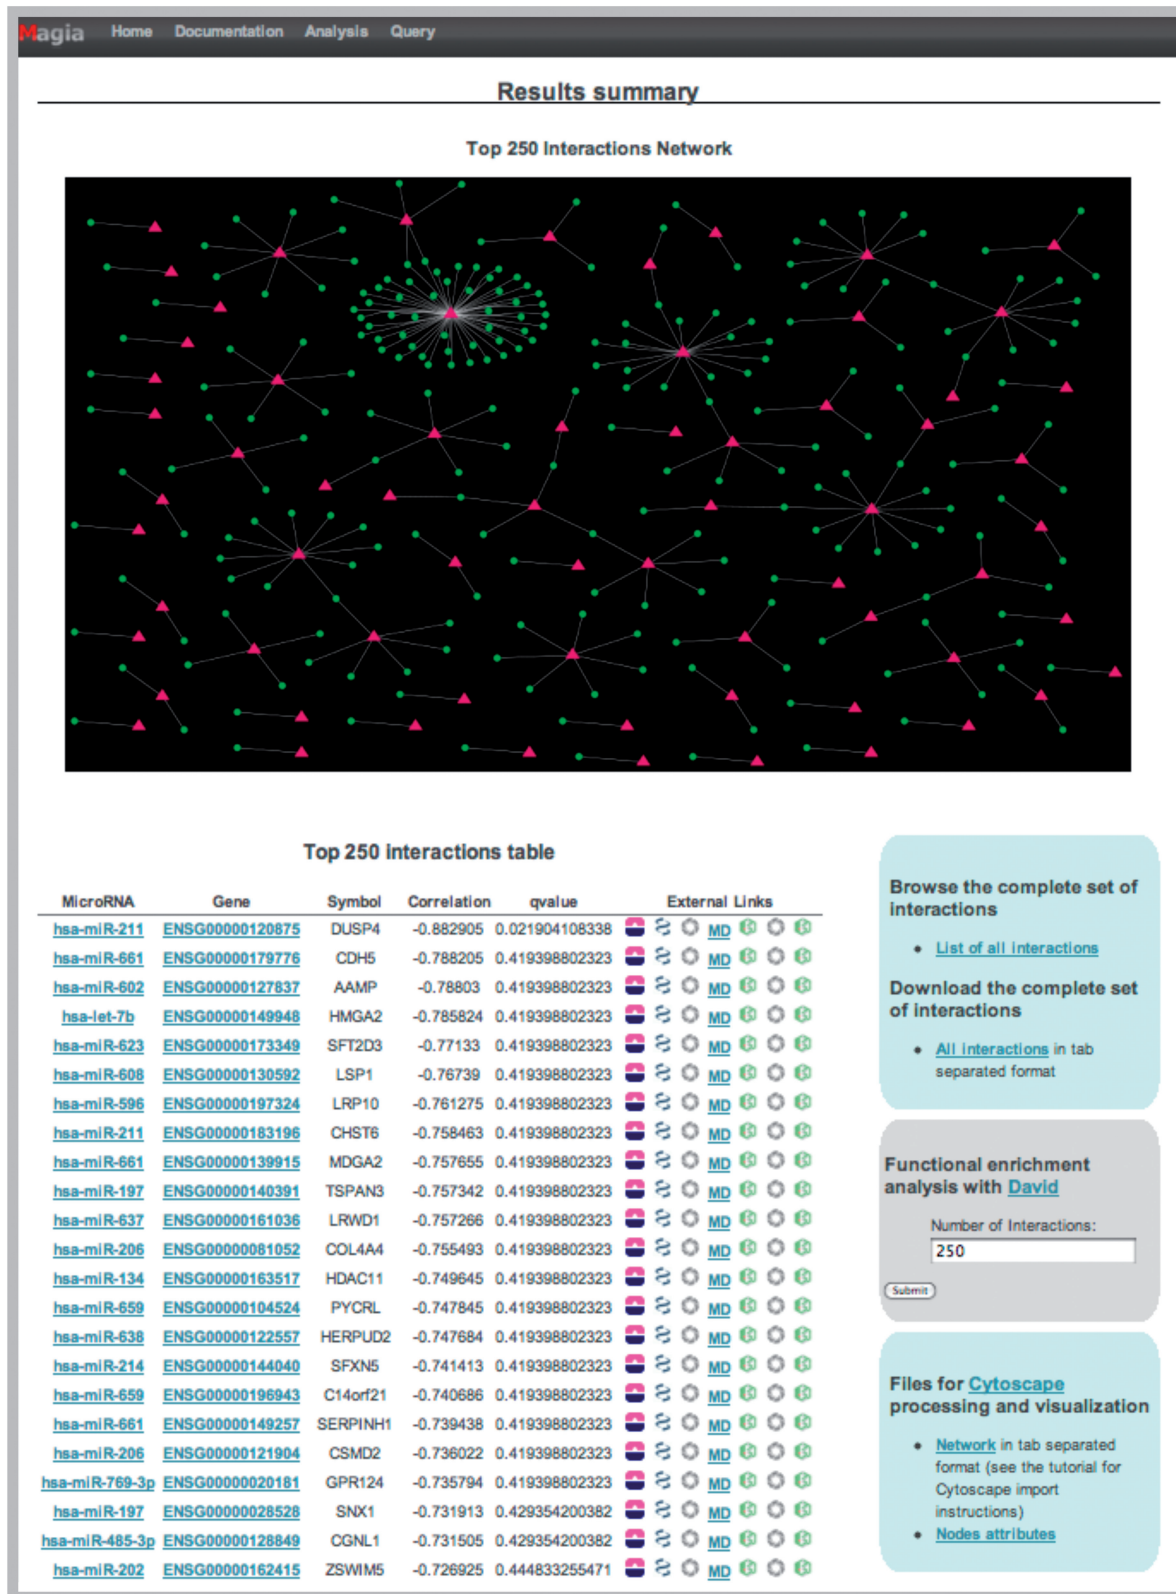 Magia Home Documentation Analysis Query
Results summary
Top 250 Interactions Network
Top 250 interactions table
MicroRNA Gene Symbol Correlation qvalue External Links
hsa-miR-211 ENSG00000120875 DUSP4 -0.882905 0.021904108338 MD
hsa-miR-661 ENSG00000179776 CDH5 -0.788205 0.419398802323 MD
hsa-miR-602 ENSG00000127837 AAMP -0.78803 0.419398802323 MD
hsa-let-7b ENSG00000149948 HMGA2 -0.785824 0.419398802323 MD
hsa-miR-623 ENSG00000173349 SFT2D3 -0.77133 0.419398802323 MD
hsa-miR-608 ENSG00000130592 LSP1 -0.76739 0.419398802323 MD
hsa-miR-596 ENSG00000197324 LRP10 -0.761275 0.419398802323 MD
hsa-miR-211 ENSG00000183196 CHST6 -0.758463 0.419398802323 MD
hsa-miR-661 ENSG00000139915 MDGA2 -0.757655 0.419398802323 MD
hsa-miR-197 ENSG00000140391 TSPAN3 -0.757342 0.419398802323 MD
hsa-miR-637 ENSG00000161036 LRWD1 -0.757266 0.419398802323 MD
hsa-miR-206 ENSG00000081052 COL4A4 -0.755493 0.419398802323 MD
hsa-miR-134 ENSG00000163517 HDAC11 -0.749645 0.419398802323 MD
hsa-miR-659 ENSG00000104524 PYCRL -0.747845 0.419398802323 MD
hsa-miR-638 ENSG00000122557 HERPUD2 -0.747684 0.419398802323 MD
hsa-miR-214 ENSG00000144040 SFXN5 -0.741413 0.419398802323 MD
hsa-miR-659 ENSG00000196943 C14orf21 -0.740686 0.419398802323 MD
hsa-miR-661 ENSG00000149257 SERPINH1 -0.739438 0.419398802323 MD
hsa-miR-206 ENSG00000121904 CSMD2 -0.736022 0.419398802323 MD
hsa-miR-769-3p ENSG00000020181 GPR124 -0.735794 0.419398802323 MD
hsa-miR-197 ENSG00000028528 SNX1 -0.731913 0.429354200382 MD
hsa-miR-485-3p ENSG00000128849 CGNL1 -0.731505 0.429354200382 MD
hsa-miR-202 ENSG00000162415 ZSWIM5 -0.726925 0.444833255471 MD
Browse the complete set of
interactions
• List of all interactions
Download the complete set
of interactions
• All interactions in tab
separated format
Functional enrichment
analysis with David
Number of Interactions:
250
Submit
Files for Cytoscape
processing and visualization
• Network in tab separated
format (see the tutorial for
Cytoscape import
instructions)
• Nodes attributes